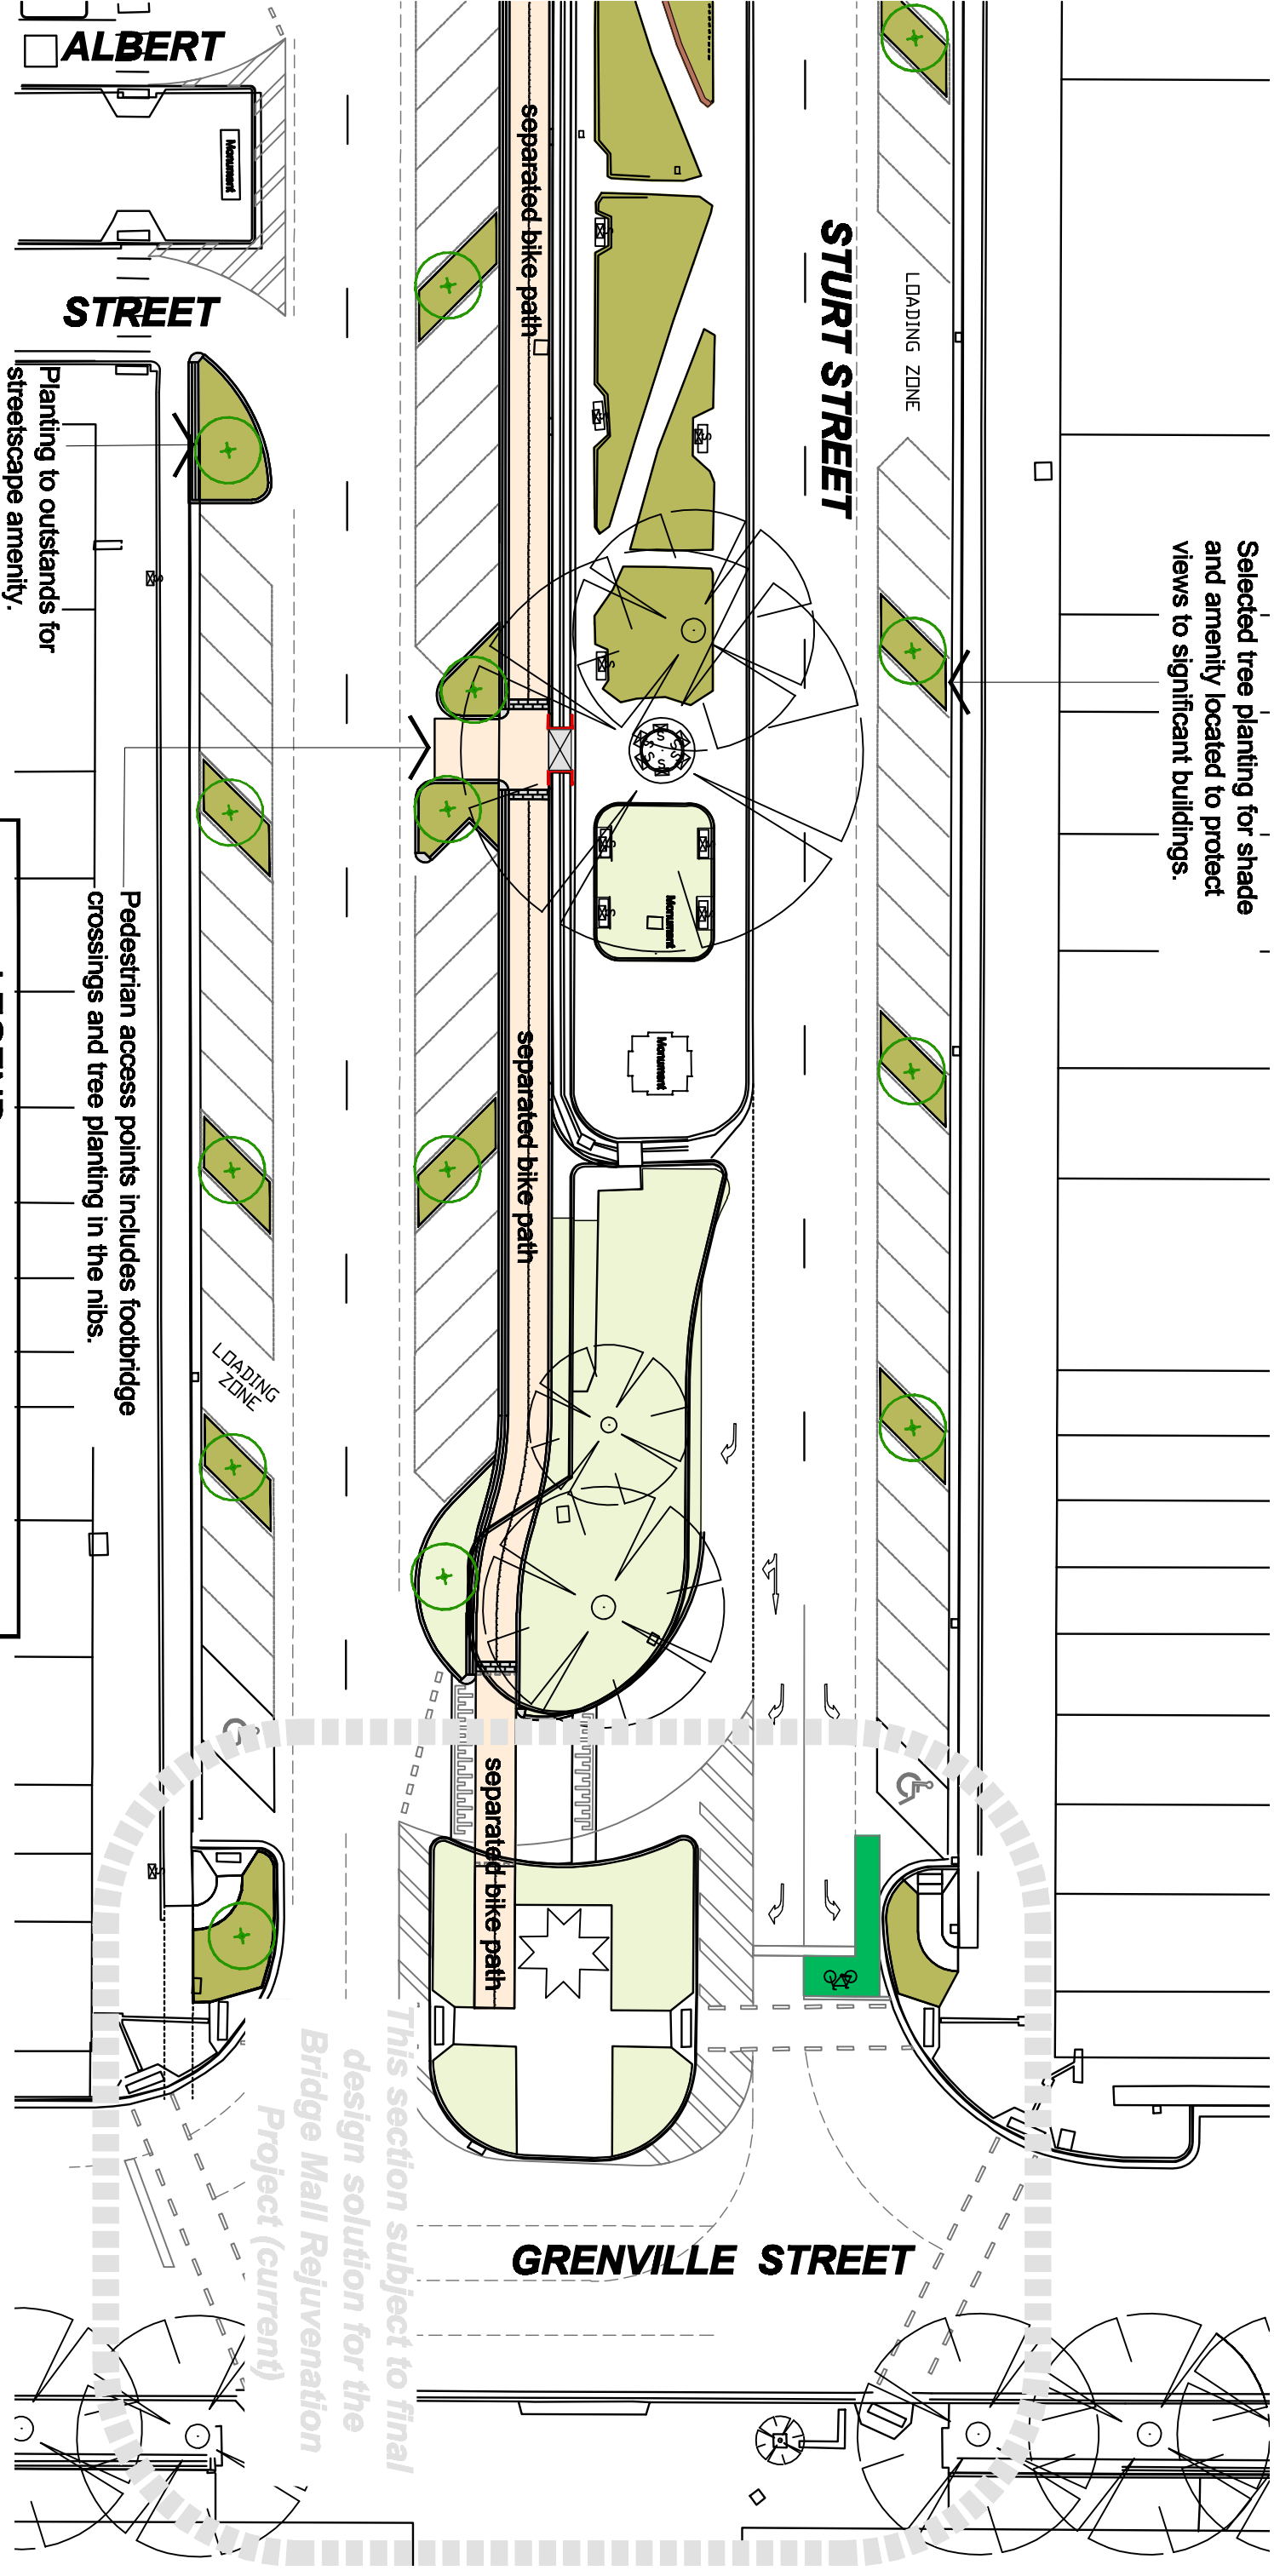 ALBERT
STREET
Monument
separated bike path
STURT STREET
LOADING ZONE
Selected tree planting for shade
and amenity located to protect
views to significant buildings.
Planting to outstands for
streetscape amenity.
Pedestrian access points includes footbridge
crossings and tree planting in the nibs.
Monument
Monument
separated bike path
LOADING
ZONE
separated bike path
This section subject to final
design solution for the
Bridge Mall Rejuvenation
Project (current)
GRENVILLE STREET